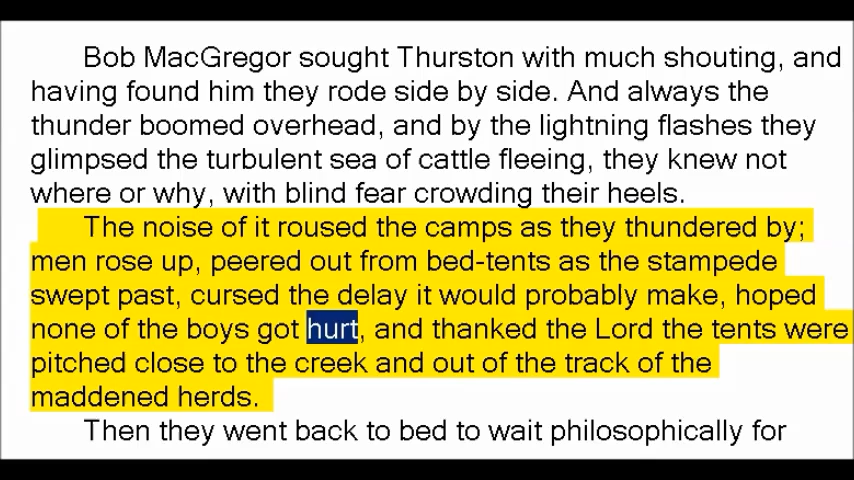 Bob MacGregor sought Thurston with much shouting, and
having found him they rode side by side. And always the
thunder boomed overhead, and by the lightning flashes they
glimpsed the turbulent sea of cattle fleeing, they knew not
where or why, with blind fear crowding their heels.
The noise of it roused the camps as they thundered by;
men rose up, peered out from bed-tents as the stampede
swept past, cursed the delay it would probably make, hoped
none of the boys got hurt, and thanked the Lord the tents were
pitched close to the creek and out of the track of the
maddened herds.
Then they went back to bed to wait philosophically for